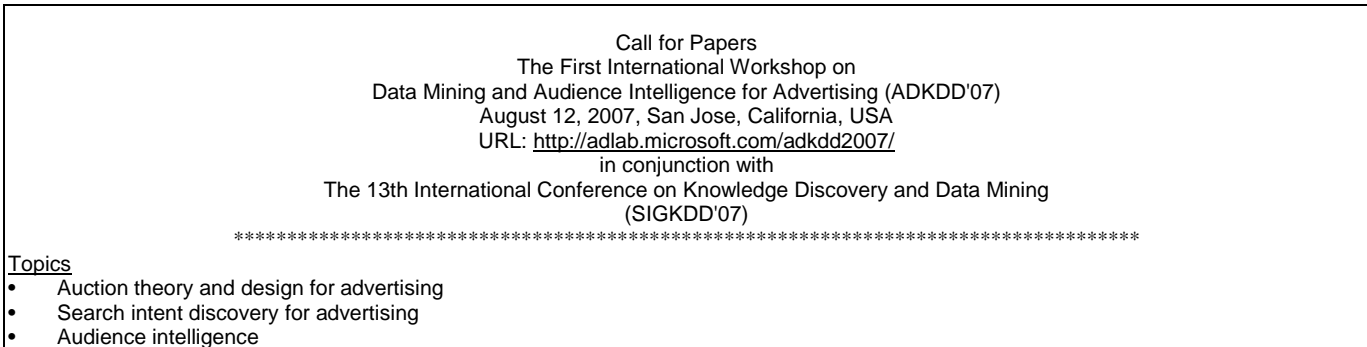 Call for Papers
The First International Workshop on
Data Mining and Audience Intelligence for Advertising (ADKDD'07)
August 12, 2007, San Jose, California, USA
URL: http://adlab.microsoft.com/adkdd2007/
in conjunction with
The 13th International Conference on Knowledge Discovery and Data Mining
(SIGKDD'07)
*************************************************************************************
Topics
• Auction theory and design for advertising
• Search intent discovery for advertising
• Audience intelligence